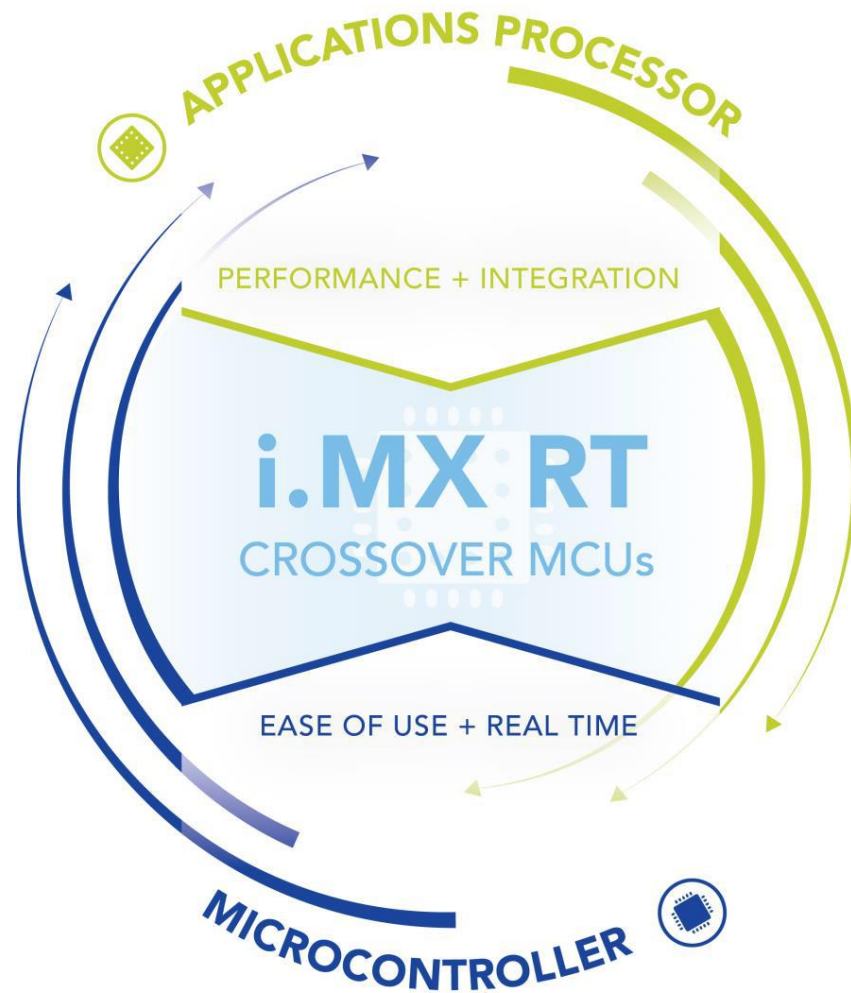 APPLICATIONS PROCESSOR
PERFORMANCE + INTEGRATION
i.MX RT
CROSSOVER MCUs
EASE OF USE + REAL TIME
MICROCONTROLLER